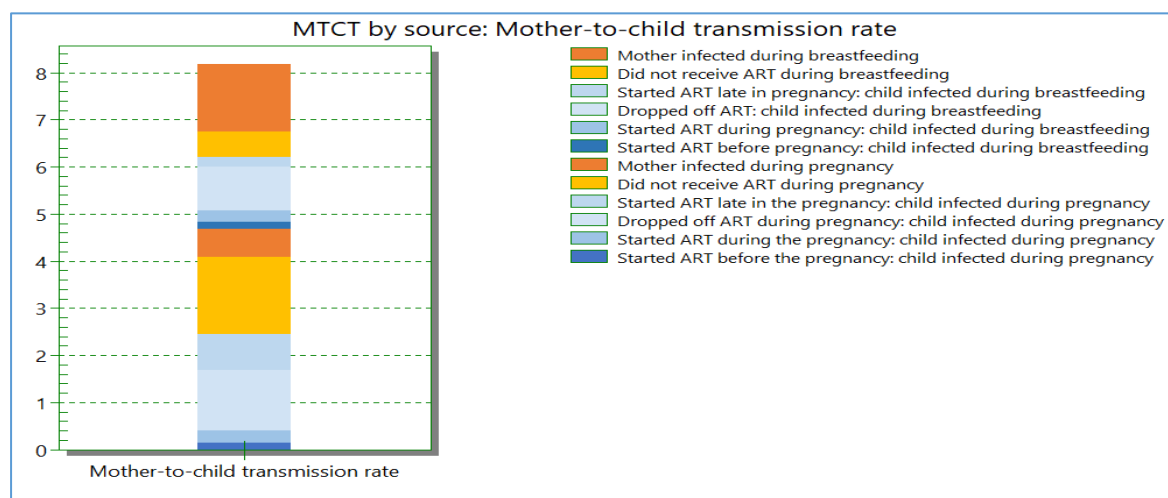 MTCT by source: Mother-to-child transmission rate
8
7
6
5
4
3
2
1
0
Mother-to-child transmission rate
Mother infected during breastfeeding
Did not receive ART during breastfeeding
Started ART late in pregnancy: child infected during breastfeeding
Dropped off ART: child infected during breastfeeding
Started ART during pregnancy: child infected during breastfeeding
Started ART before pregnancy: child infected during breastfeeding
Mother infected during pregnancy
Did not receive ART during pregnancy
Started ART late in the pregnancy: child infected during pregnancy
Dropped off ART during pregnancy: child infected during pregnancy
Started ART during the pregnancy: child infected during pregnancy
Started ART before the pregnancy: child infected during pregnancy